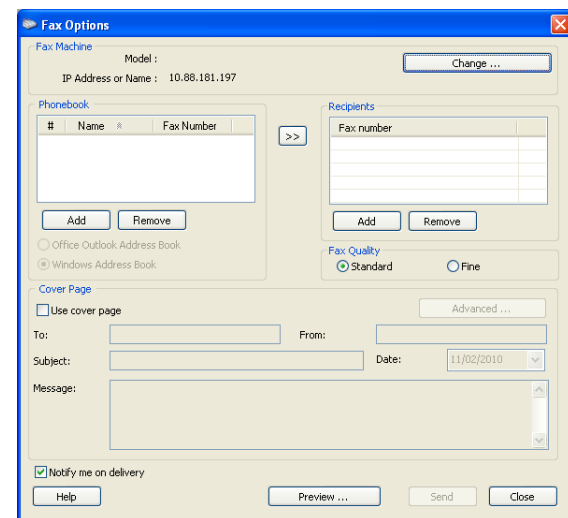 Fax Options
Fax Machine
Model :
Change ...
IP Address or Name : 10.88.181.197
Phonebook
Recipients
# Name Fax Number
Fax number
>>
Add Remove
Add Remove
Office Outlook Address Book
Windows Address Book
Fax Quality
Standard Fine
Cover Page
Use cover page
Advanced ...
To: From:
Subject: Date: 11/02/2010
Message:
Notify me on delivery
Help Preview ... Send Close